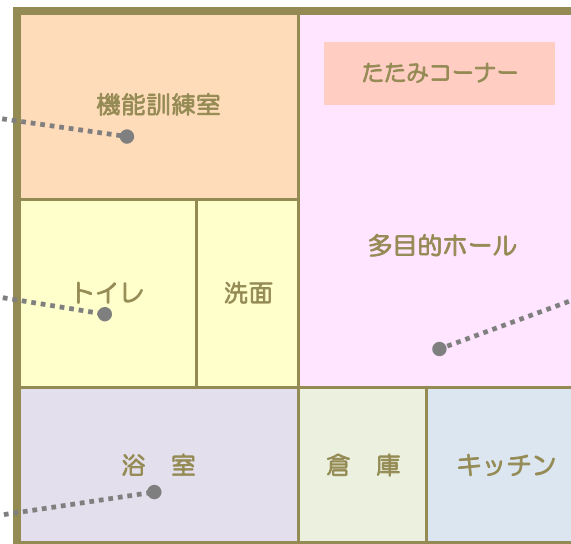 たたみコーナー
機能訓練室
多目的ホール
トイレ
洗面
浴　室
倉　庫
キッチン